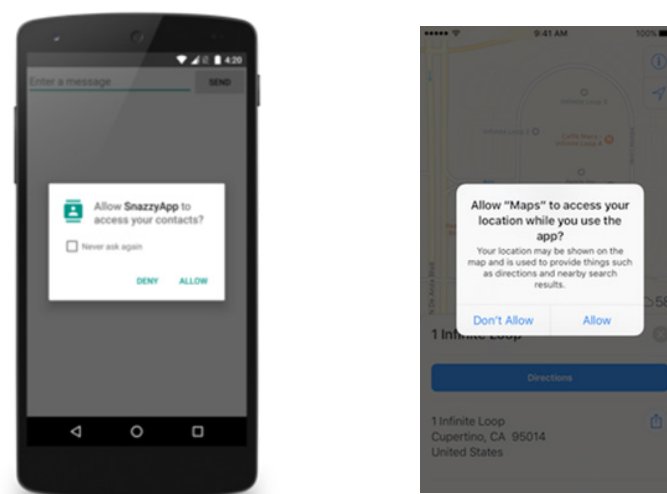 4:20
Enter a message
SEND
Allow SnazzyApp to
access your contacts?
Never ask again
DENY
ALLOW
9:41 AM
100%
Infinite Loop
Allow "Maps" to access your
location while you use the
app?
Your location may be shown on the
map and is used to provide things such
as directions and nearby search
results.
Don't Allow
Allow
58
1 Infinite Loop
Directions
1 Infinite Loop
Cupertino, CA 95014
United States